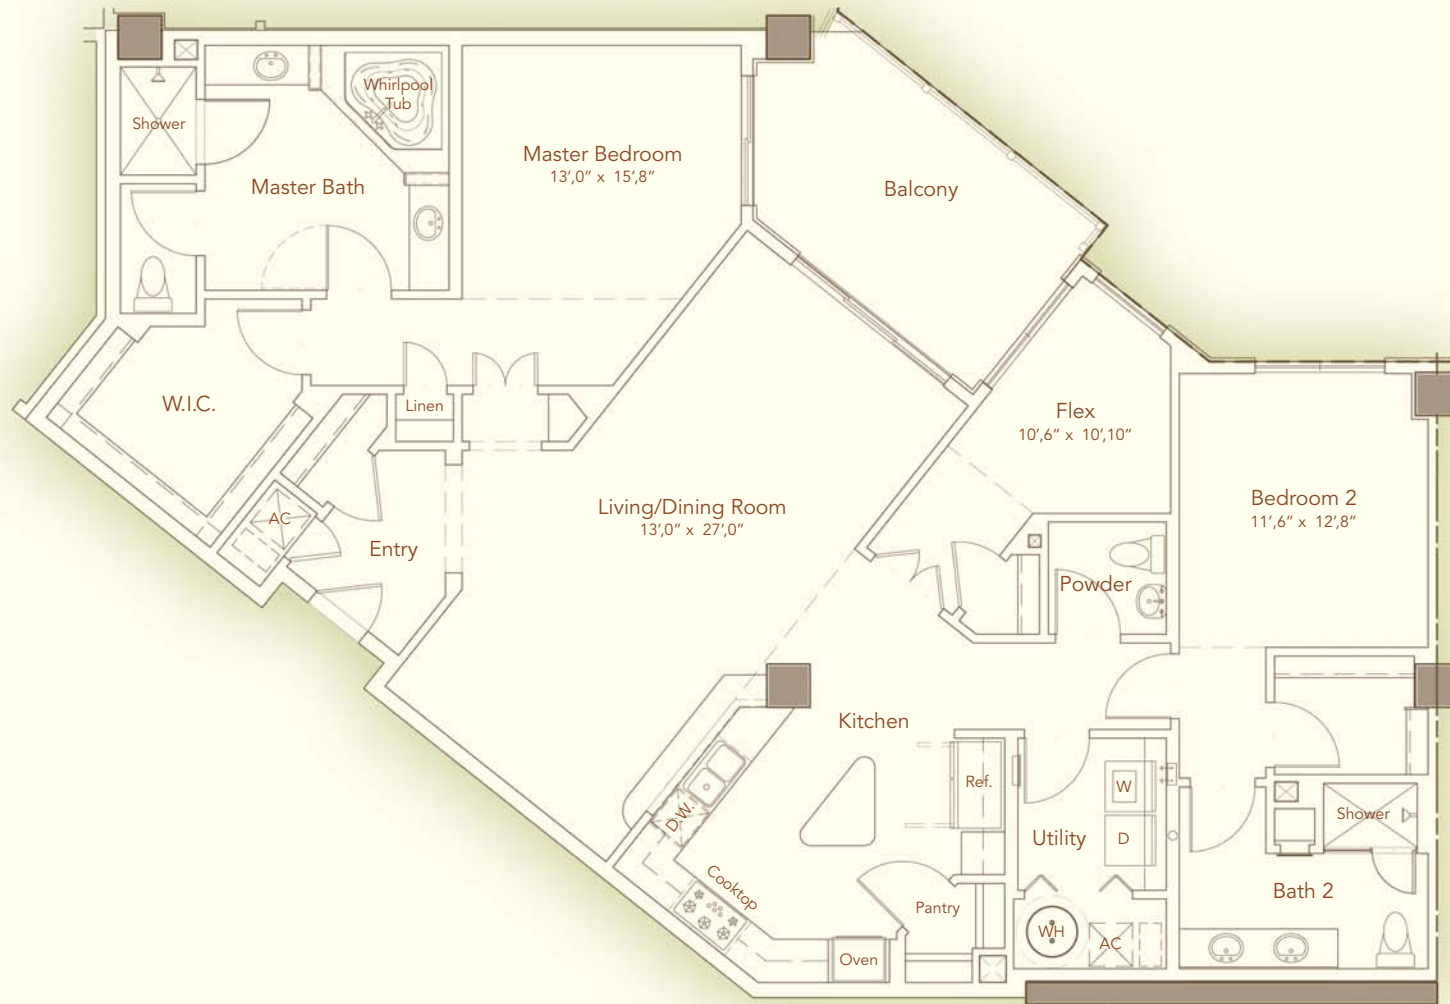 Whirlpool
Tub
Shower
Master Bedroom
13',0" x 15',8"
Master Bath
Balcony
W.I.C.
Linen
Flex
10',6" x 10',10"
Living/Dining Room
13',0" x 27',0"
Bedroom 2
11',6" x 12',8"
AC
Entry
Powder
Kitchen
Ref.
W
D.W.
Shower
Utility
D
Cooktop
Bath 2
Pantry
WH
AC
Oven